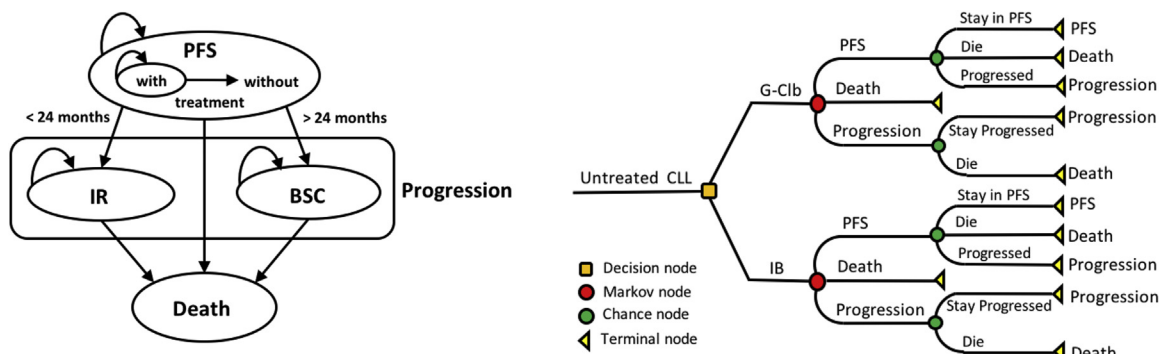 PFS
with
without
treatment
< 24 months
> 24 months
IR
BSC
Progression
Death
Untreated CLL
G-Clb
PFS
Stay in PFS
PFS
Die
Death
Progressed
Progression
Death
Progression
Stay Progressed
Progression
Die
Death
IB
PFS
Stay in PFS
PFS
Die
Death
Progressed
Progression
Death
Progression
Stay Progressed
Progression
Die
Death
Decision node
Markov node
Chance node
Terminal node